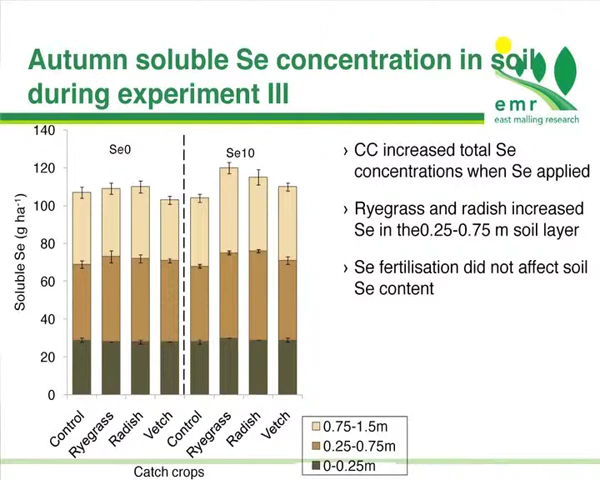 Autumn soluble Se concentration in soil
during experiment III
emr
east malling research
Soluble Se (g ha⁻¹)
140
120
100
80
60
40
20
0
Se0
Se10
Control
Ryegrass
Radish
Vetch
Control
Ryegrass
Radish
Vetch
Catch crops
0.75-1.5m
0.25-0.75m
0-0.25m
› CC increased total Se
concentrations when Se applied
› Ryegrass and radish increased
Se in the0.25-0.75 m soil layer
› Se fertilisation did not affect soil
Se content